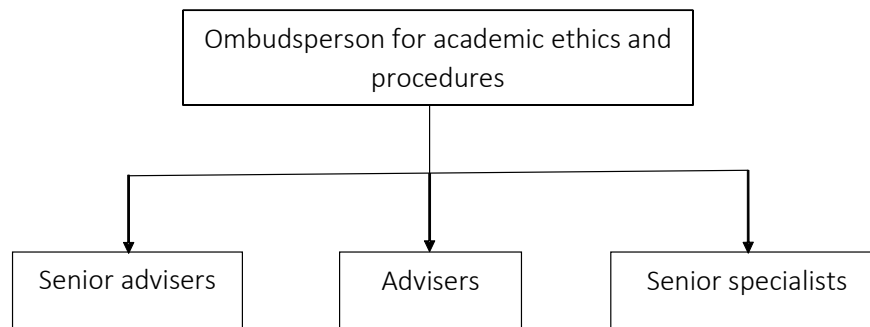 Ombudsperson for academic ethics and
procedures
Senior advisers
Advisers
Senior specialists